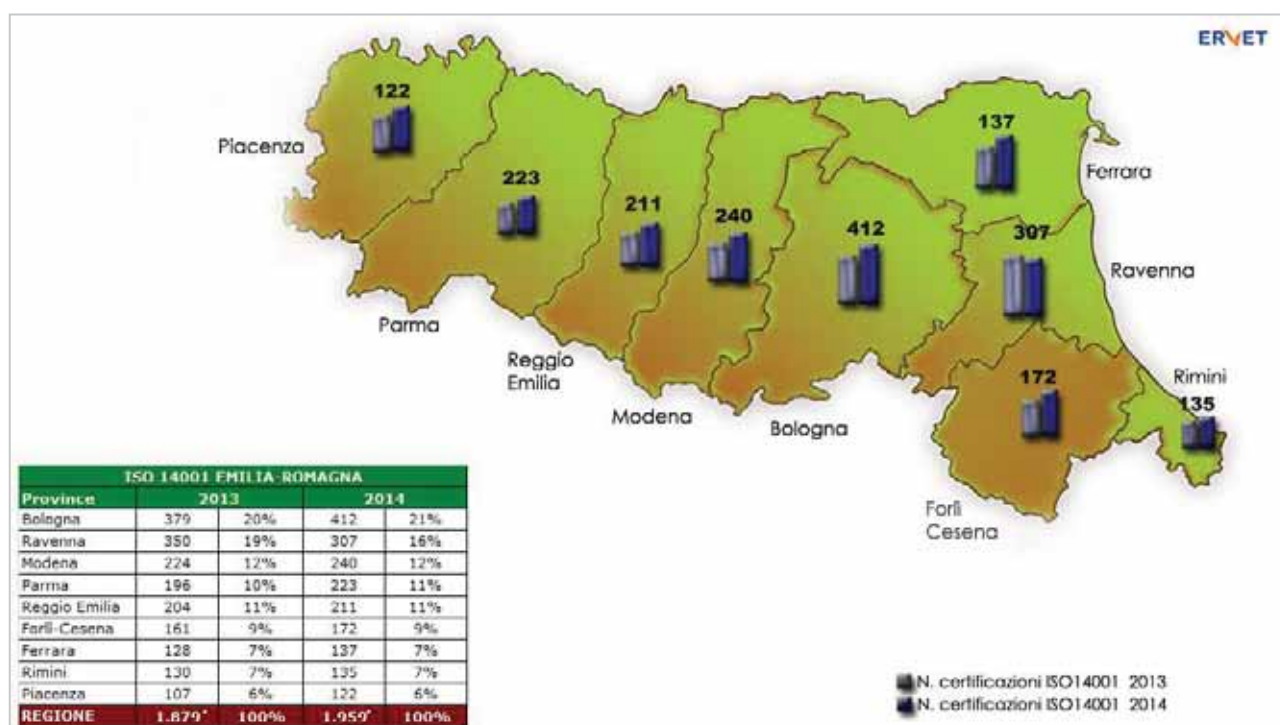 ERVET
122
Piacenza
223
Parma
211
Reggio
Emilia
240
Modena
412
Bologna
137
Ferrara
307
Ravenna
172
Forlì
Cesena
Rimini
135
ISO 14001 EMILIA-ROMAGNA
Province 2013 2014
Bologna 379 20% 412 21%
Ravenna 350 19% 307 16%
Modena 224 12% 240 12%
Parma 196 10% 223 11%
Reggio Emilia 204 11% 211 11%
Forlì-Cesena 161 9% 172 9%
Ferrara 128 7% 137 7%
Rimini 130 7% 135 7%
Piacenza 107 6% 122 6%
REGIONE 1.879* 100% 1.959* 100%
N. certificazioni ISO14001 2013
N. certificazioni ISO14001 2014